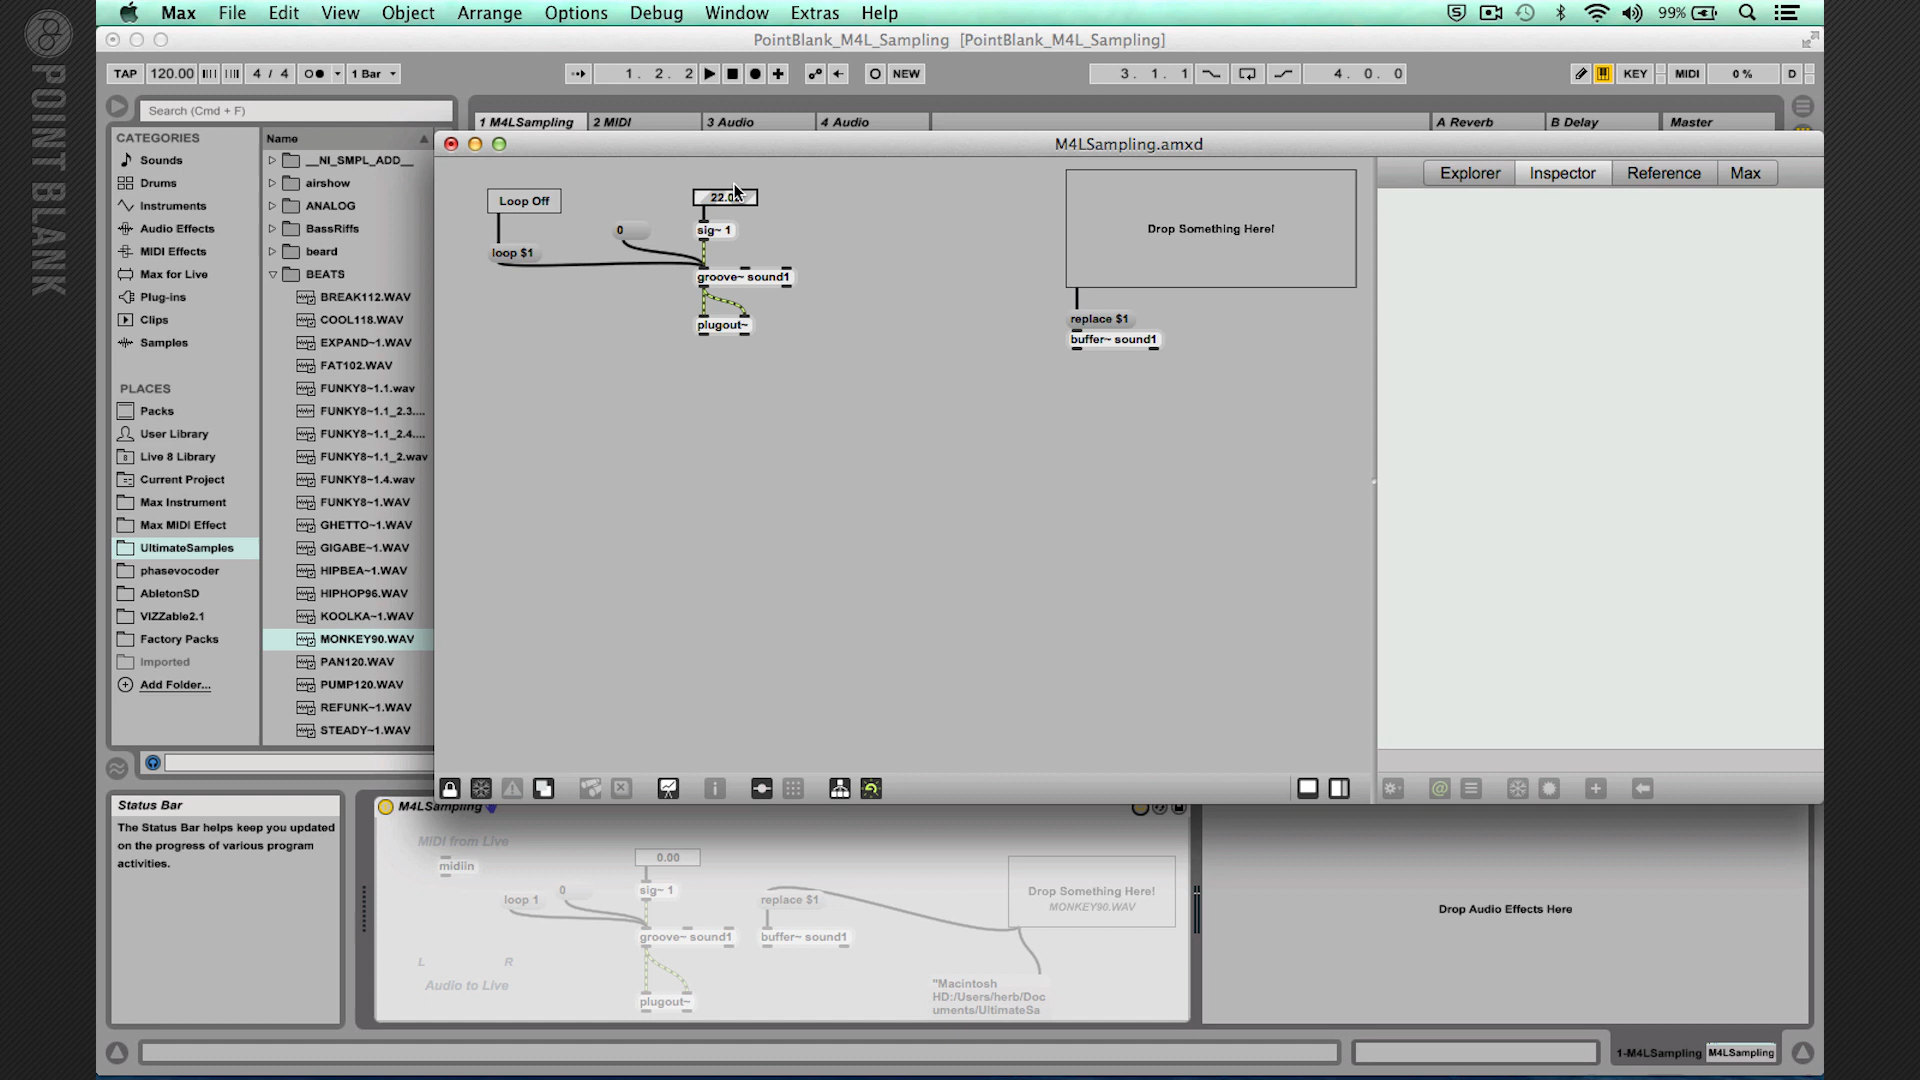 POINT BLANK
Max File Edit View Object Arrange Options Debug Window Extras Help
99%
PointBlank_M4L_Sampling [PointBlank_M4L_Sampling]
TAP 120.00 4 / 4 1 Bar 1. 2. 2 NEW 3. 1. 1 4. 0. 0 KEY MIDI 0 % D
Search (Cmd + F)
1 M4LSampling 2 MIDI 3 Audio 4 Audio A Reverb B Delay Master
M4LSampling.amxd
CATEGORIES
Sounds
Drums
Instruments
Audio Effects
MIDI Effects
Max for Live
Plug-ins
Clips
Samples
PLACES
Packs
User Library
Live 8 Library
Current Project
Max Instrument
Max MIDI Effect
UltimateSamples
phasevocoder
AbletonSD
VIZZable2.1
Factory Packs
Imported
Add Folder...
Name
__NI_SMPL_ADD__
airshow
ANALOG
BassRiffs
beard
BEATS
BREAK112.WAV
COOL118.WAV
EXPAND~1.WAV
FAT102.WAV
FUNKY8~1.1.wav
FUNKY8~1.1_2.3....
FUNKY8~1.1_2.4....
FUNKY8~1.1_2.wav
FUNKY8~1.4.wav
FUNKY8~1.WAV
GHETTO~1.WAV
GIGABE~1.WAV
HIPBEA~1.WAV
HIPHOP96.WAV
KOOLKA~1.WAV
MONKEY90.WAV
PAN120.WAV
PUMP120.WAV
REFUNK~1.WAV
STEADY~1.WAV
Loop Off
loop $1
0
sig~ 1
groove~ sound1
plugout~
Drop Something Here!
replace $1
buffer~ sound1
Explorer Inspector Reference Max
Status Bar
The Status Bar helps keep you updated
on the progress of various program
activities.
M4LSampling
MIDI from Live
midiin
0.00
loop 1
0
sig~ 1
replace $1
groove~ sound1
buffer~ sound1
Drop Something Here!
MONKEY90.WAV
L R
Audio to Live
plugout~
"Macintosh
HD:/Users/herb/Doc
uments/UltimateSa
Drop Audio Effects Here
1-M4LSampling M4LSampling